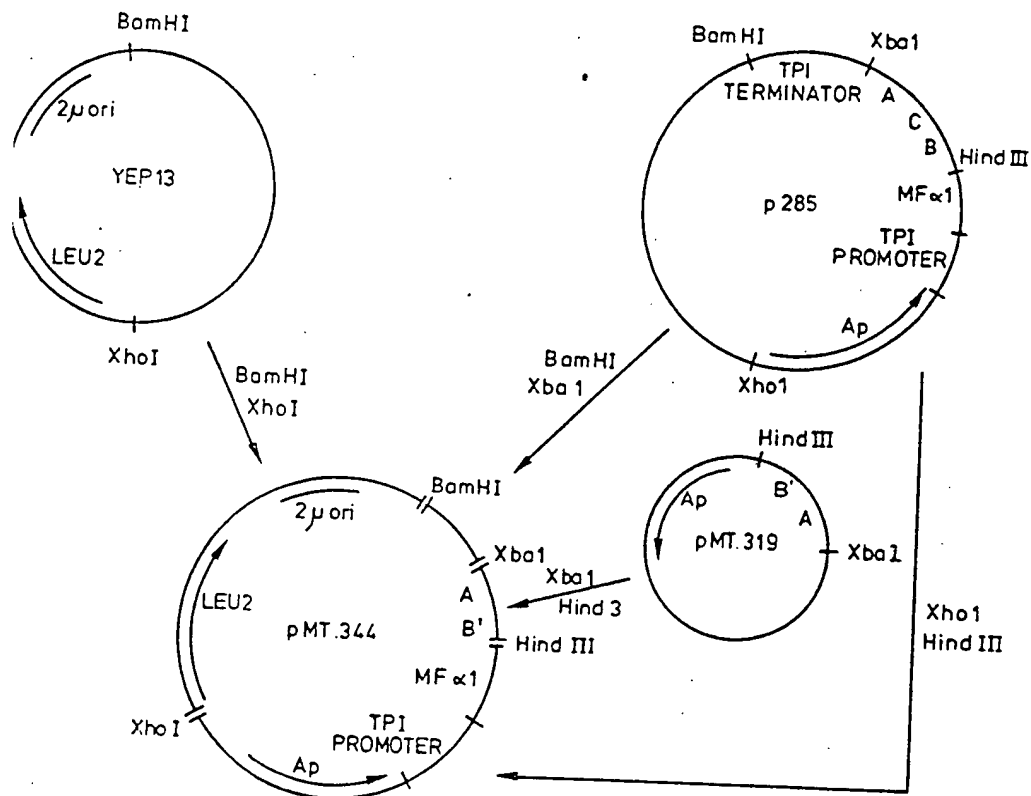 BamHI
2µ ori
YEP13
LEU2
XhoI
BamHI
XhoI
BamHI
Xba1
TPI
TERMINATOR
A
C
B
Hind III
MFα1
p285
TPI
PROMOTER
Ap
Xho1
BamHI
Xba 1
Hind III
B'
A
Ap
pMT.319
Xba1
Xba1
Hind 3
Xho1
Hind III
BamHI
2µ ori
Xba1
A
B'
Hind III
LEU2
pMT.344
MFα1
XhoI
TPI
PROMOTER
Ap